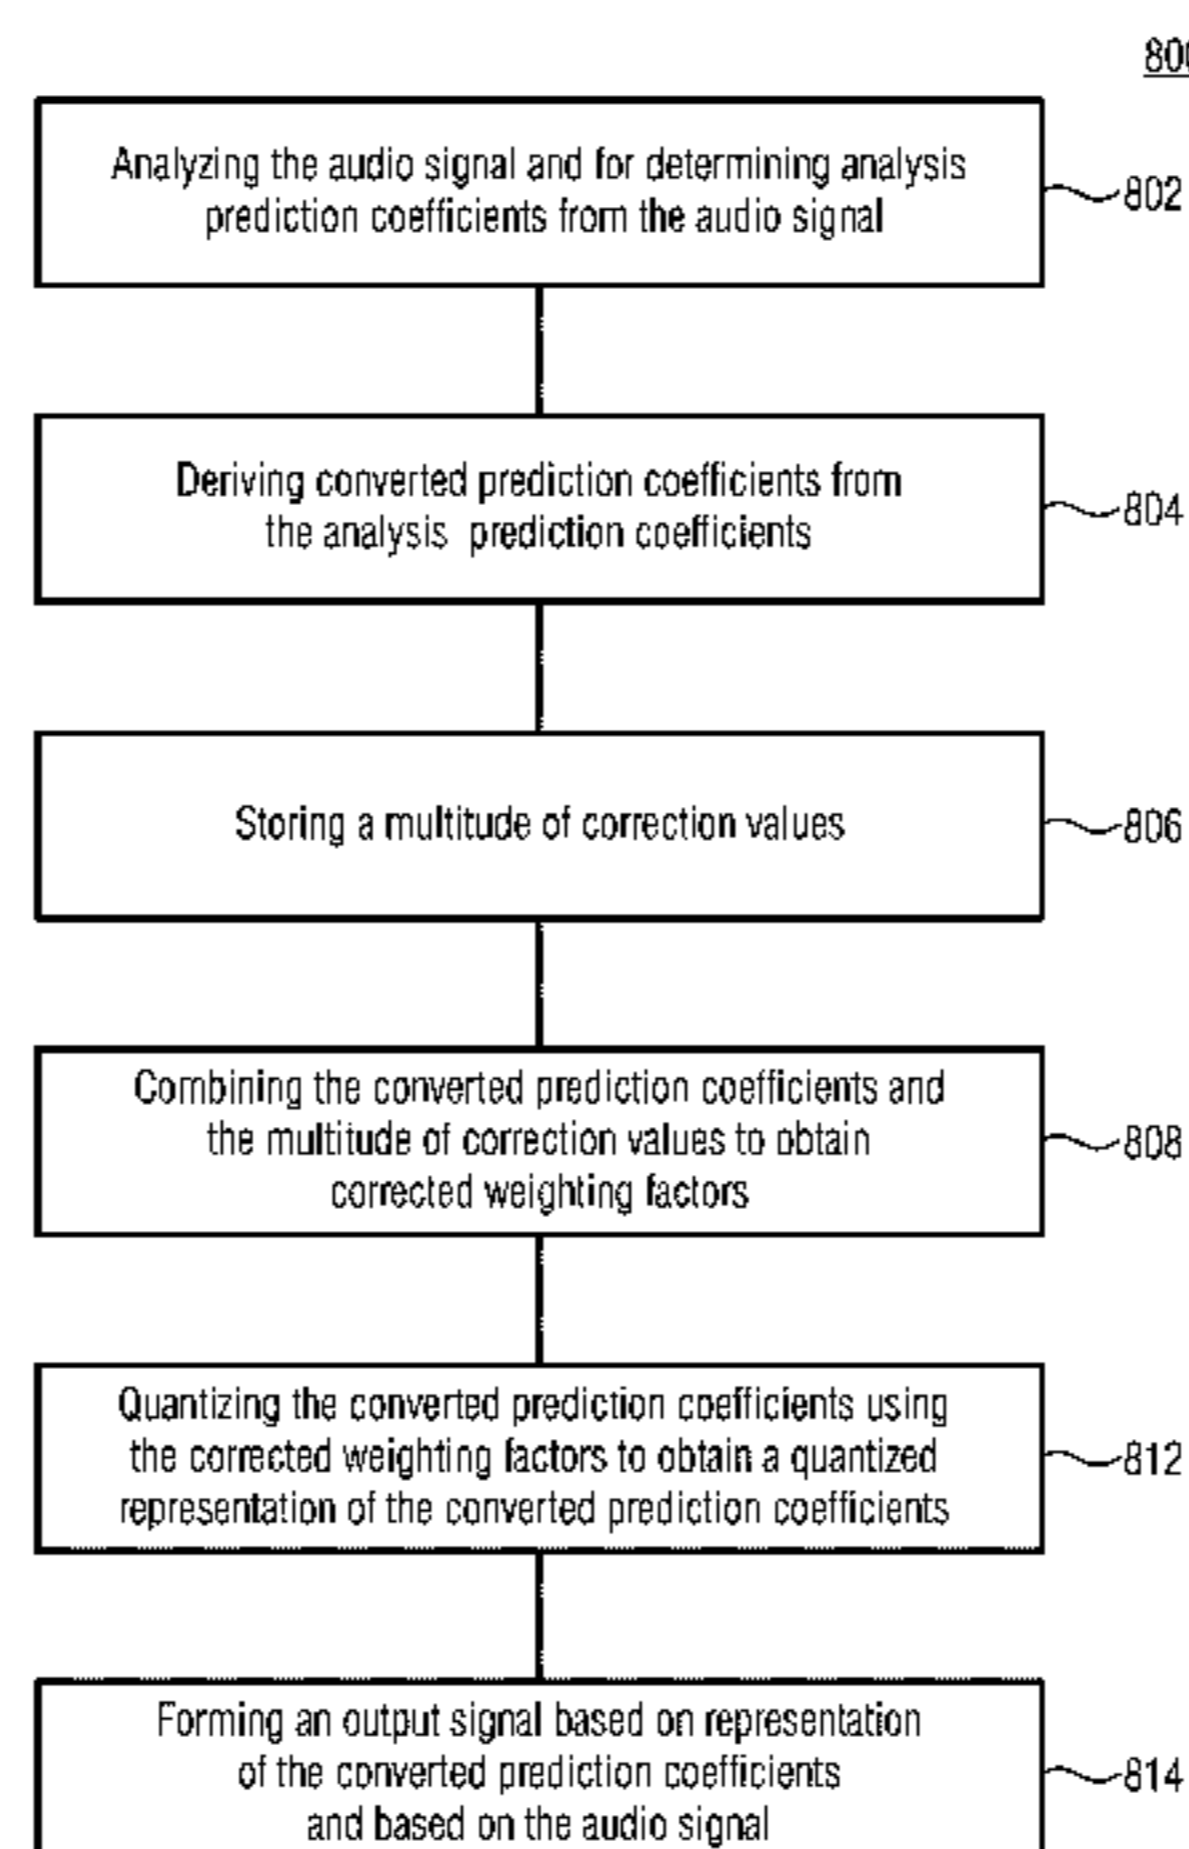 800
Analyzing the audio signal and for determining analysis
prediction coefficients from the audio signal
802
Deriving converted prediction coefficients from
the analysis prediction coefficients
804
Storing a multitude of correction values
806
Combining the converted prediction coefficients and
the multitude of correction values to obtain
corrected weighting factors
808
Quantizing the converted prediction coefficients using
the corrected weighting factors to obtain a quantized
representation of the converted prediction coefficients
812
Forming an output signal based on representation
of the converted prediction coefficients
and based on the audio signal
814